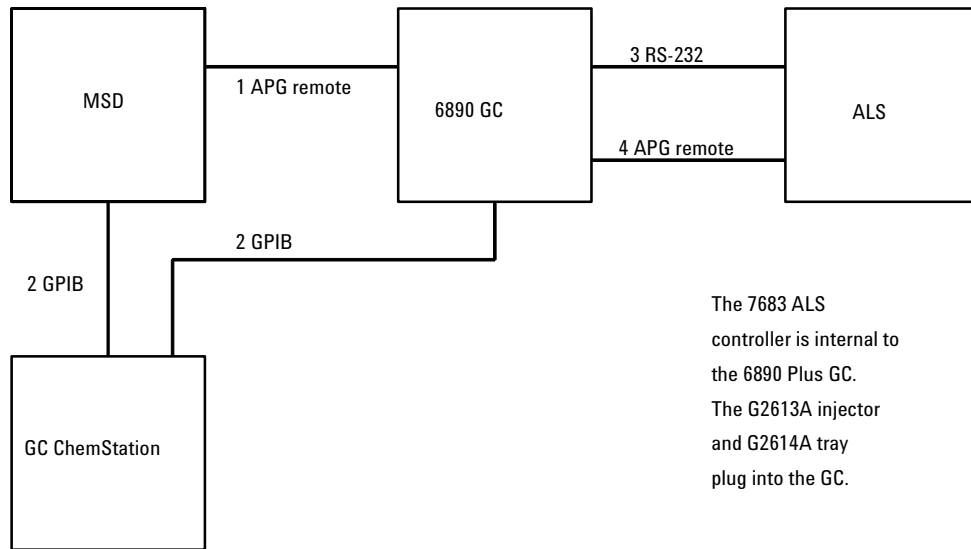 MSD
1 APG remote
6890 GC
3 RS-232
4 APG remote
ALS
2 GPIB
2 GPIB
GC ChemStation
The 7683 ALS
controller is internal to
the 6890 Plus GC.
The G2613A injector
and G2614A tray
plug into the GC.